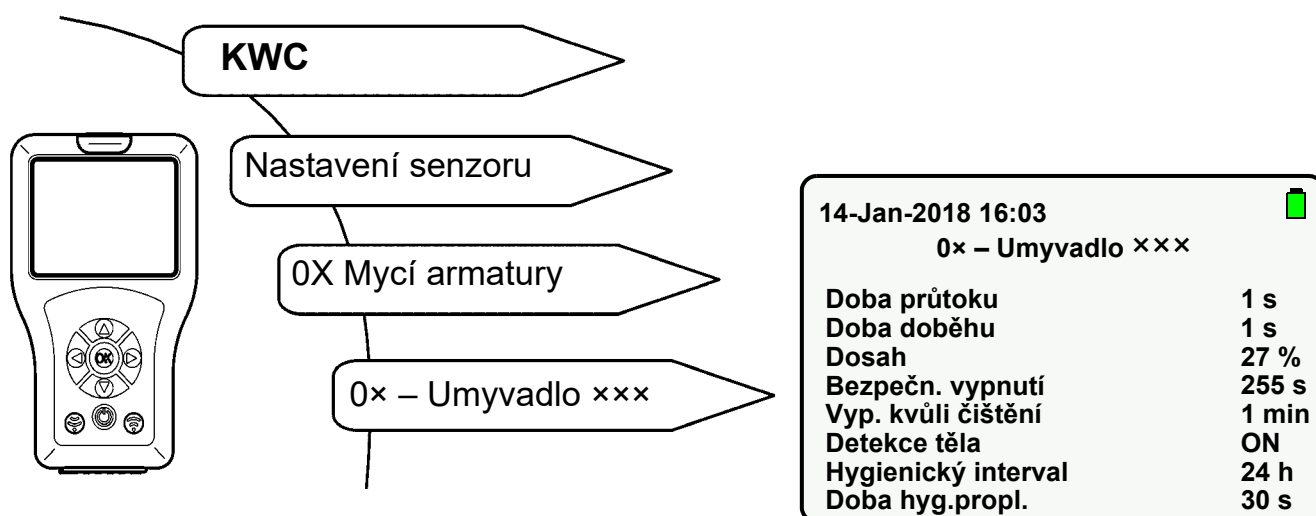 KWC
Nastavení senzoru
0X Mycí armatury
0× – Umyvadlo ×××
OK
14-Jan-2018 16:03
0× – Umyvadlo ×××
Doba průtoku 1 s
Doba doběhu 1 s
Dosah 27 %
Bezpečn. vypnutí 255 s
Vyp. kvůli čištění 1 min
Detekce těla ON
Hygienický interval 24 h
Doba hyg.propl. 30 s